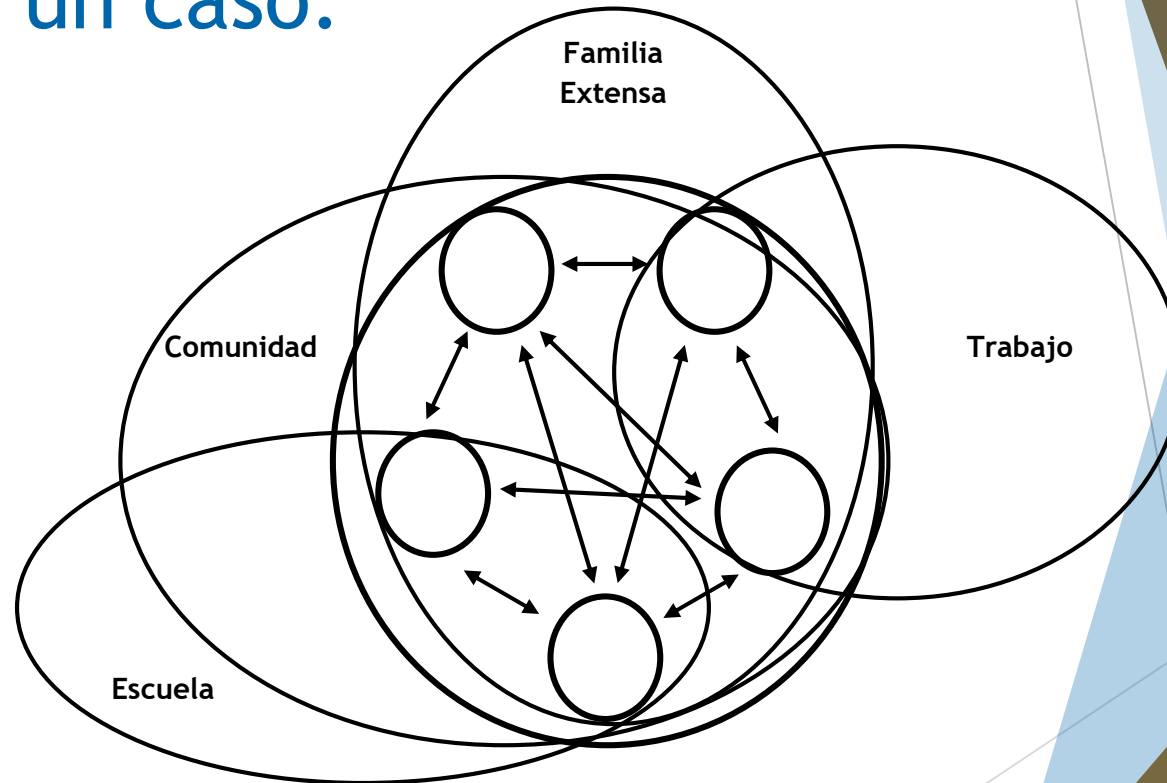 un caso.
Familia
Extensa
Comunidad
Trabajo
Escuela